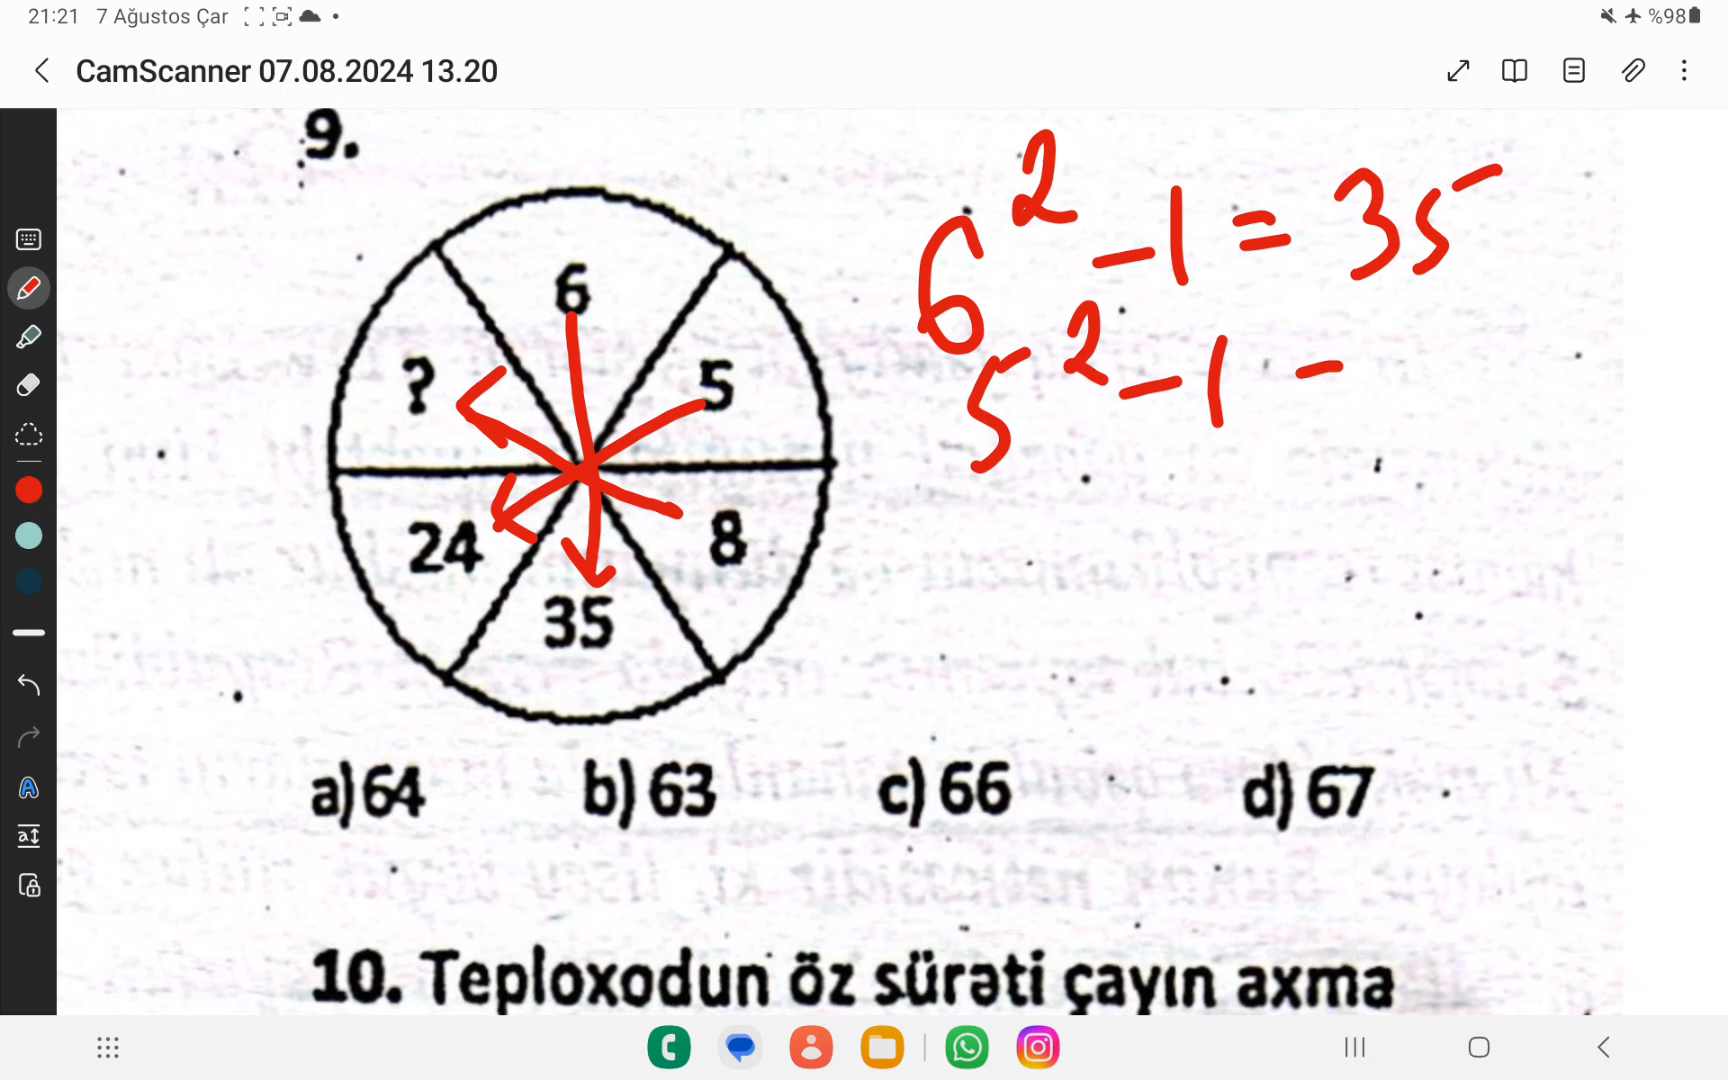 21:21 7 Ağustos Çar %98
CamScanner 07.08.2024 13.20
9.
6
?
5
24
8
35
6² - 1 = 35
5² - 1 =
a) 64 b) 63 c) 66 d) 67
10. Teploxodun öz sürəti çayın axma